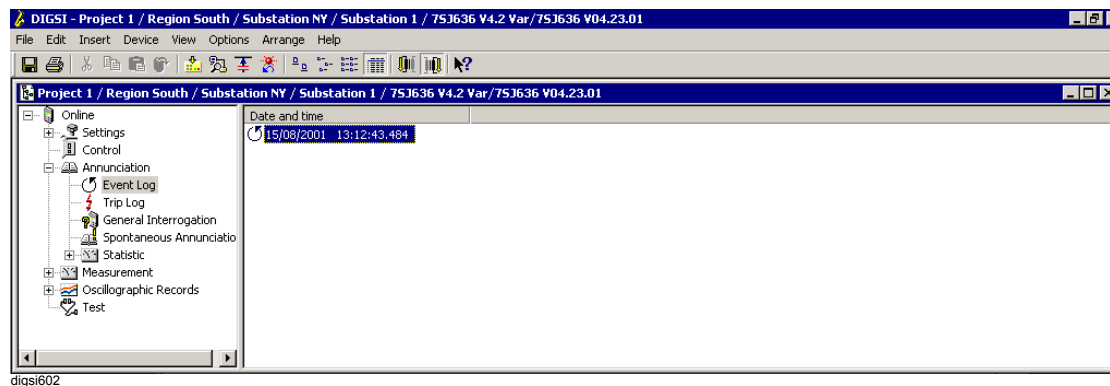 DIGSI - Project 1 / Region South / Substation NY / Substation 1 / 7SJ636 V4.2 Var/7SJ636 V04.23.01
File Edit Insert Device View Options Arrange Help
Project 1 / Region South / Substation NY / Substation 1 / 7SJ636 V4.2 Var/7SJ636 V04.23.01
Online
Settings
Control
Annunciation
Event Log
Trip Log
General Interrogation
Spontaneous Annunciatio
Statistic
Measurement
Oscillographic Records
Test
Date and time
15/08/2001 13:12:43.484
digsi602